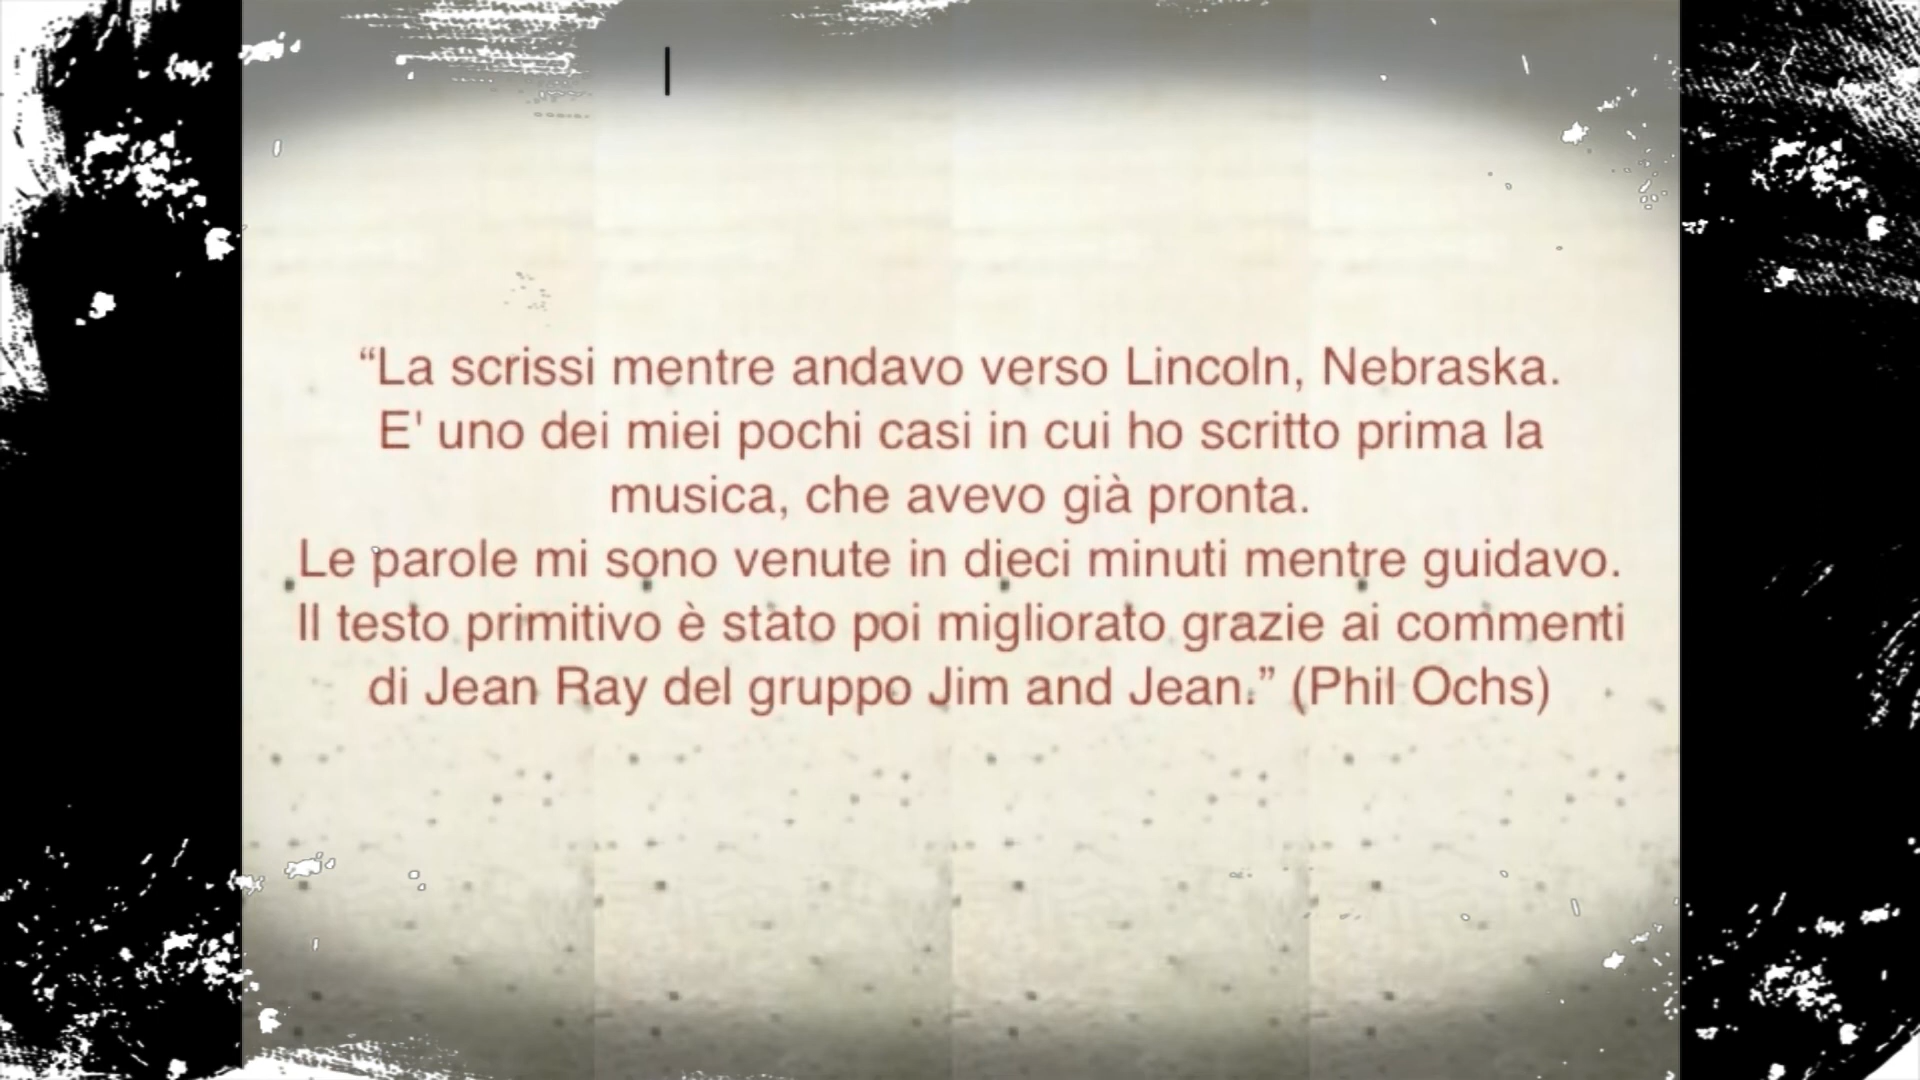 “La scrissi mentre andavo verso Lincoln, Nebraska.
E' uno dei miei pochi casi in cui ho scritto prima la
musica, che avevo già pronta.
Le parole mi sono venute in dieci minuti mentre guidavo.
Il testo primitivo è stato poi migliorato grazie ai commenti
di Jean Ray del gruppo Jim and Jean.” (Phil Ochs)